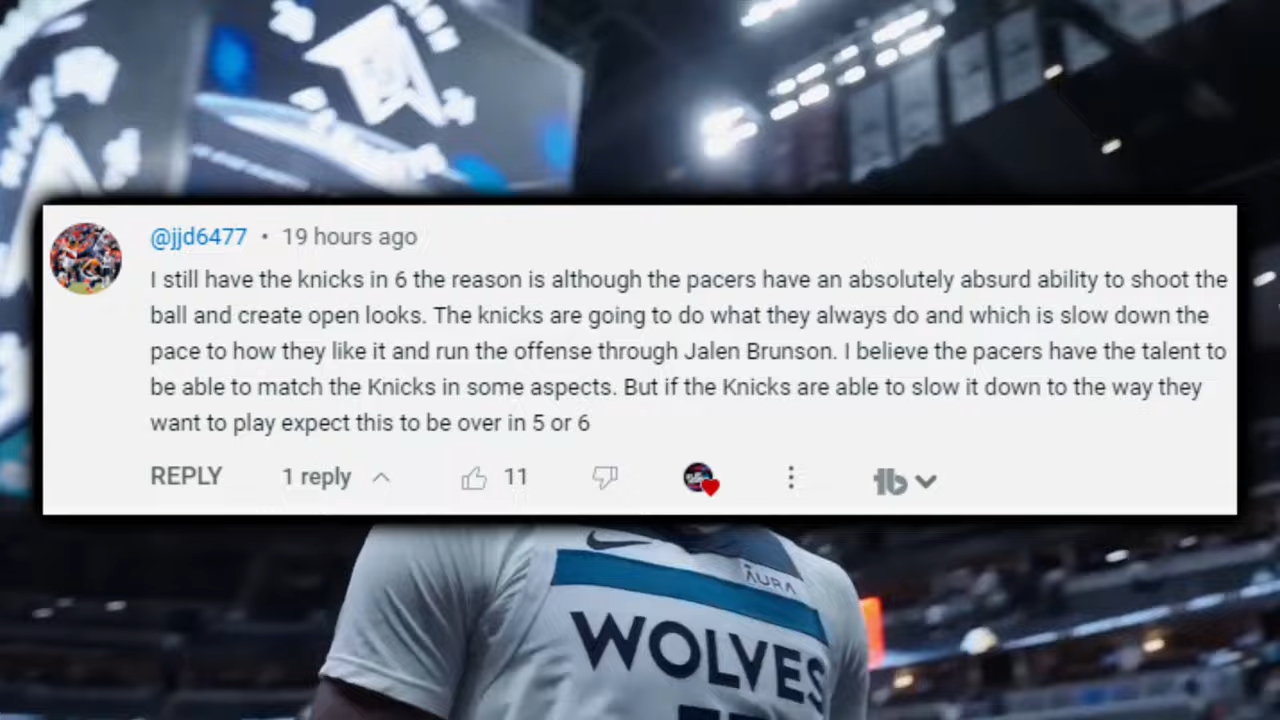 @jjd6477 • 19 hours ago
I still have the knicks in 6 the reason is although the pacers have an absolutely absurd ability to shoot the
ball and create open looks. The knicks are going to do what they always do and which is slow down the
pace to how they like it and run the offense through Jalen Brunson. I believe the pacers have the talent to
be able to match the Knicks in some aspects. But if the Knicks are able to slow it down to the way they
want to play expect this to be over in 5 or 6
REPLY 1 reply 11 tb
AURA
WOLVES